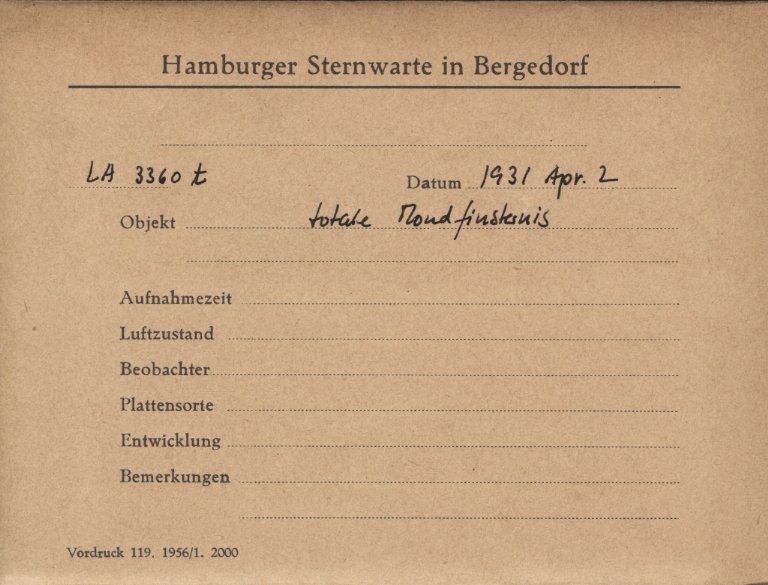 Hamburger Sternwarte in Bergedorf
LA 3360 t Datum 1931 Apr. 2
Objekt totale Mondfinsternis
Aufnahmezeit
Luftzustand
Beobachter
Plattensorte
Entwicklung
Bemerkungen
Vordruck 119. 1956/1. 2000